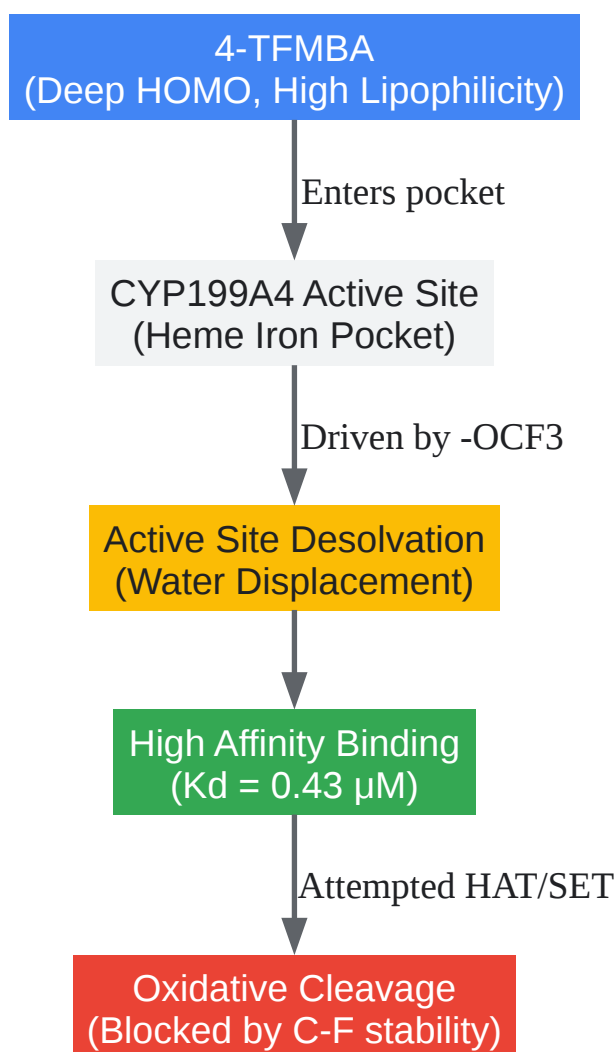 4-TFMBA
(Deep HOMO, High Lipophilicity)
Enters pocket
CYP199A4 Active Site
(Heme Iron Pocket)
Driven by -OCF3
Active Site Desolvation
(Water Displacement)
High Affinity Binding
(Kd = 0.43 μM)
Attempted HAT/SET
Oxidative Cleavage
(Blocked by C-F stability)